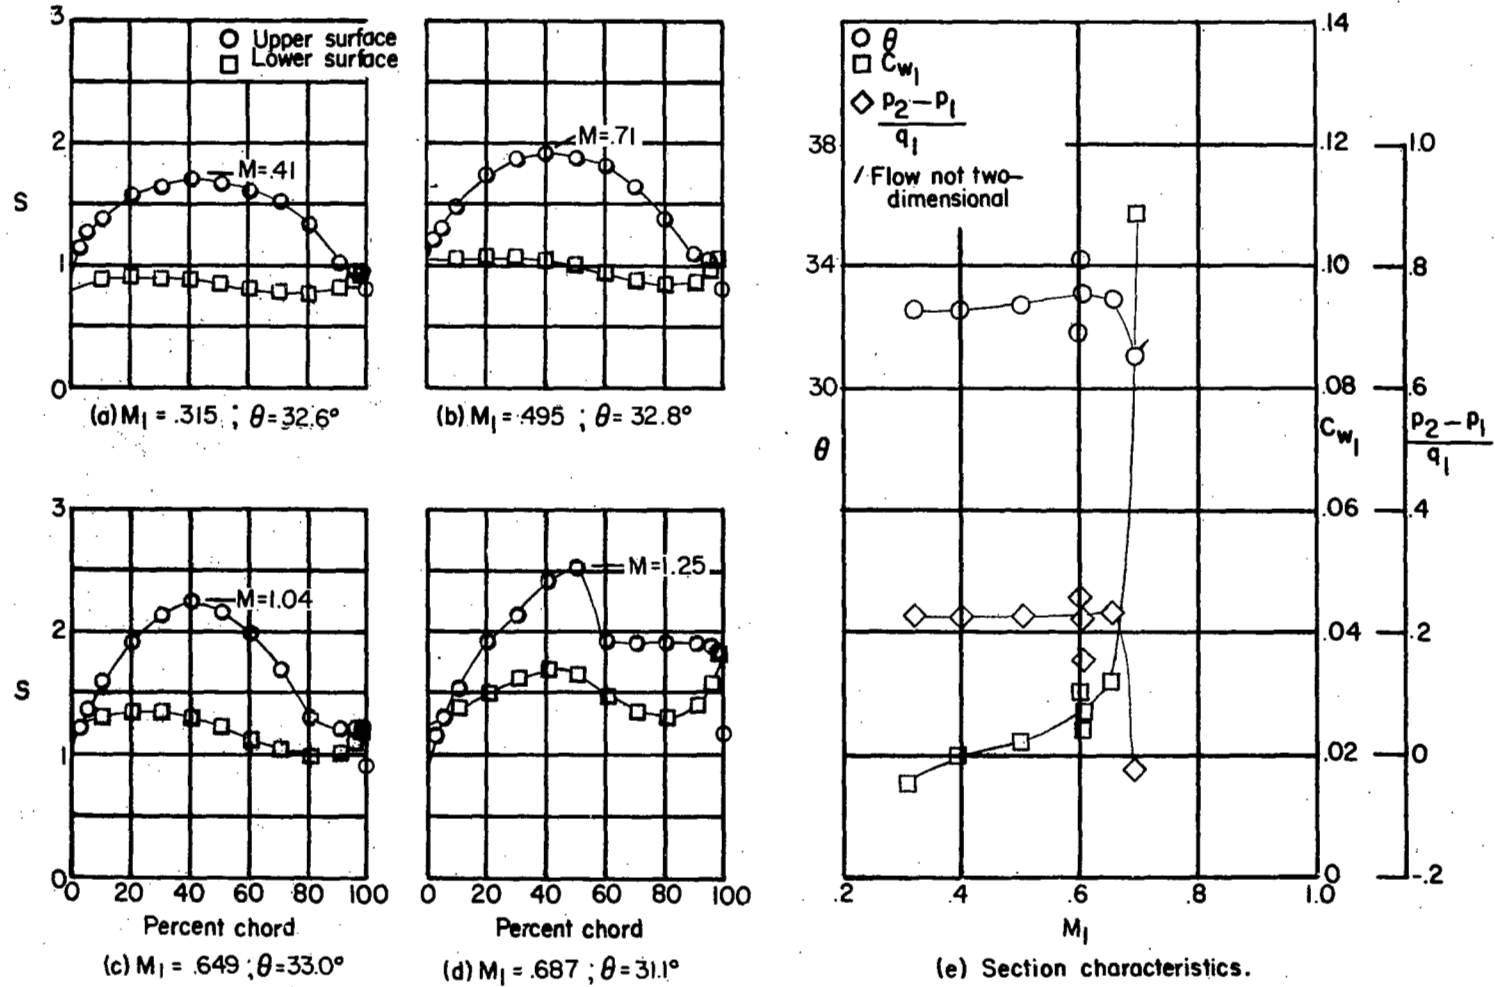 3
2
S
1
0
○ Upper surface
□ Lower surface
M=.41
(a) M₁ = .315 ; θ = 32.6°
M=.71
(b) M₁ = .495 ; θ = 32.8°
3
2
S
1
0
M=1.04
0 20 40 60 80 100
Percent chord
(c) M₁ = .649 ; θ = 33.0°
M=1.25
0 20 40 60 80 100
Percent chord
(d) M₁ = .687 ; θ = 31.1°
○ θ
□ C_w₁
◇ p₂ – p₁
q₁
/ Flow not two-
dimensional
38
34
30
θ
.14
.12
.10
.08
C_w₁
.06
.04
.02
0
1.0
.8
.6
p₂ – p₁
q₁
.4
.2
0
-.2
.2 .4 .6 .8 1.0
M₁
(e) Section characteristics.